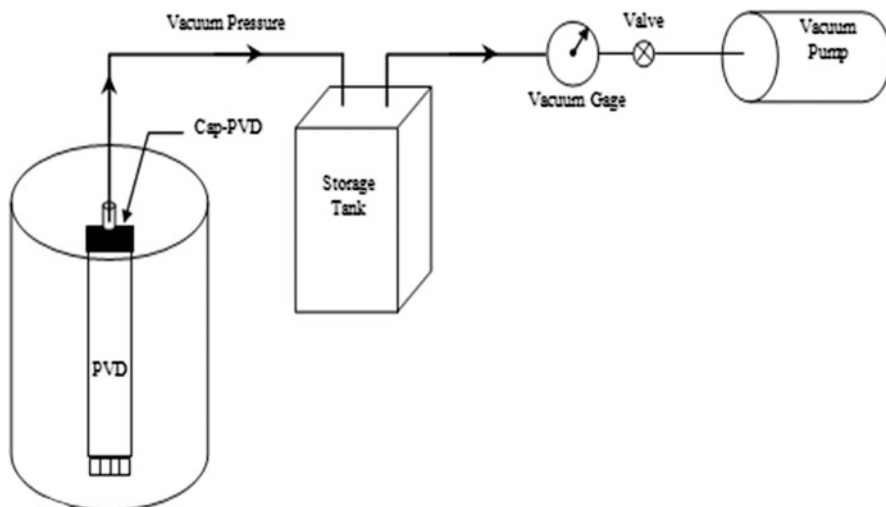 Vacuum Pressure
Valve
Vacuum
Pump
Vacuum Gage
Cap-PVD
Storage
Tank
PVD